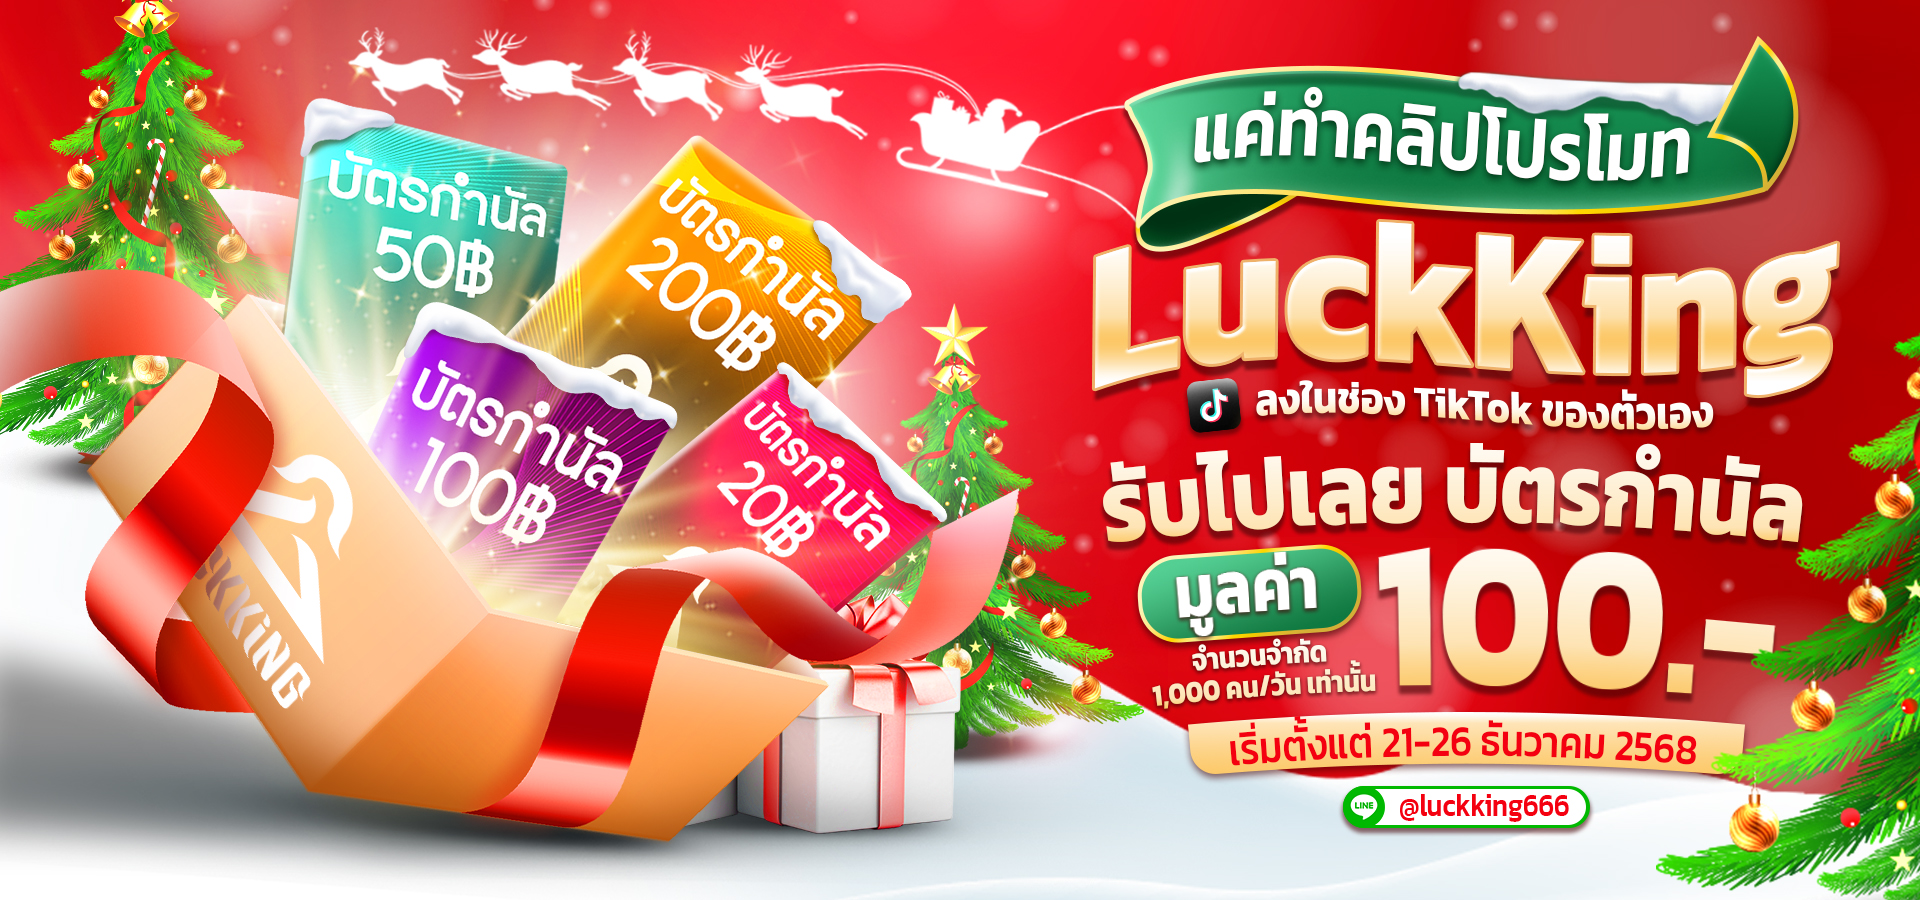 บัตรกำนัล
50฿
บัตรกำนัล
200฿
บัตรกำนัล
100฿
บัตรกำนัล
20฿
LUCKKiNG
แค่ทำคลิปโปรโมท
LuckKing
ลงในช่อง TikTok ของตัวเอง
รับไปเลย บัตรกำนัล
มูลค่า 100.-
จำนวนจำกัด
1,000 คน/วัน เท่านั้น
เริ่มตั้งแต่ 21-26 ธันวาคม 2568
LINE @luckking666